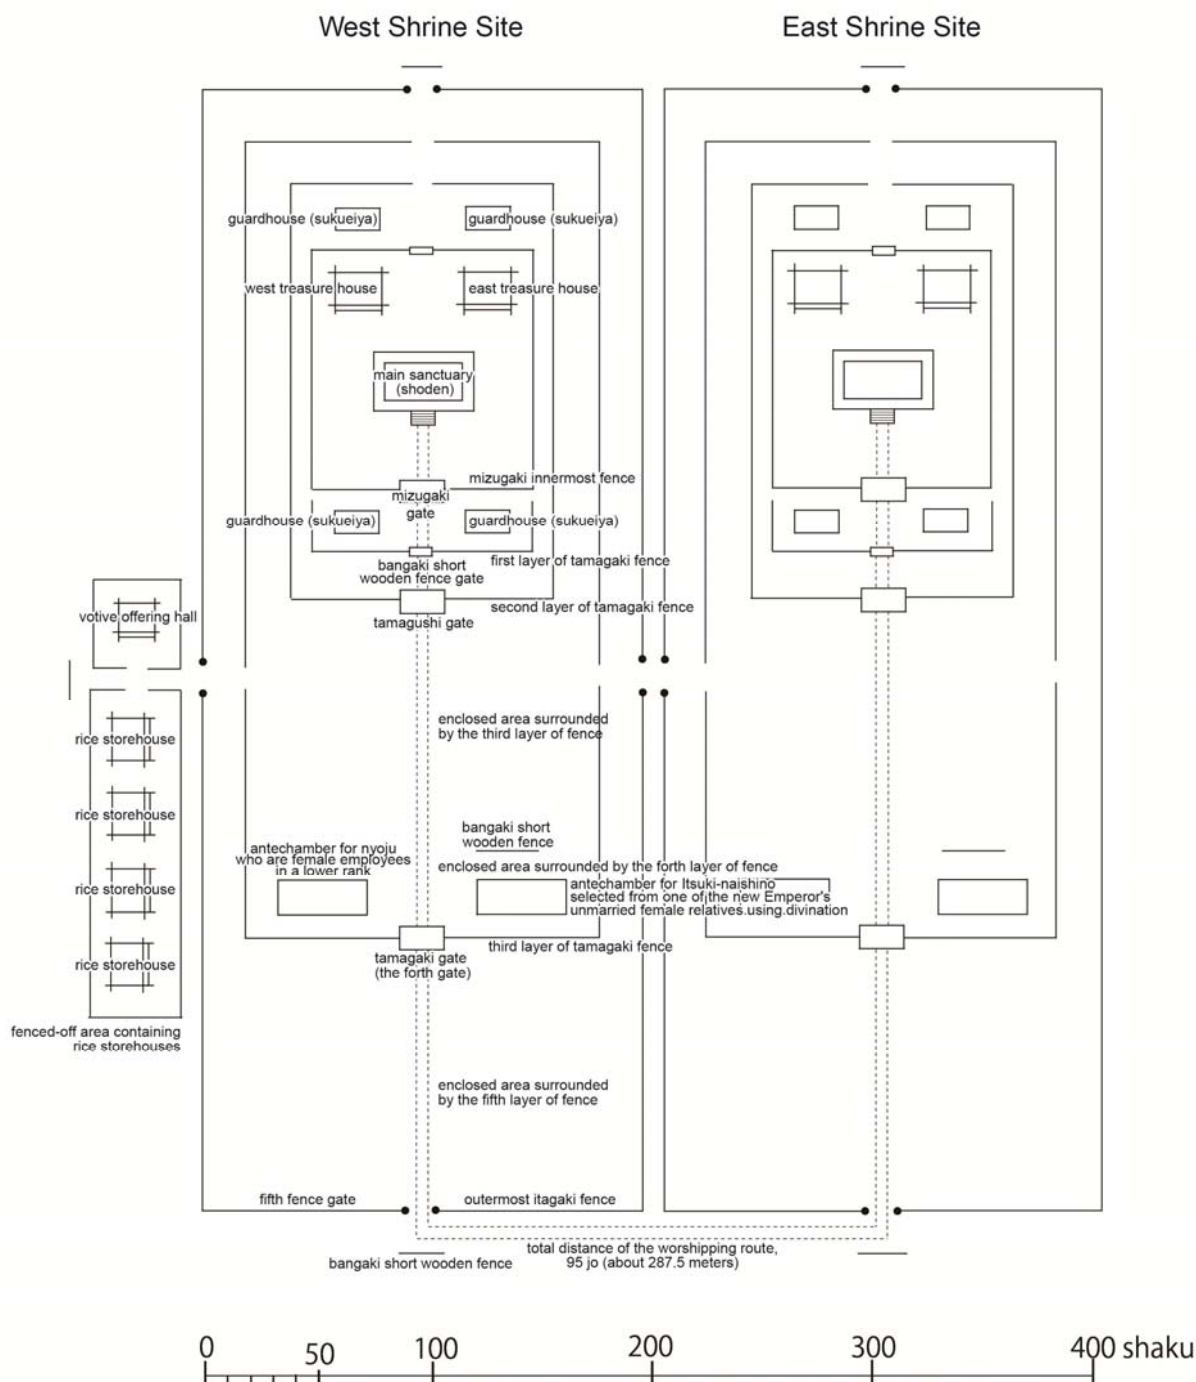 West Shrine Site
East Shrine Site
guardhouse (sukueiya)
guardhouse (sukueiya)
west treasure house
east treasure house
main sanctuary
(shoden)
mizugaki innermost fence
mizugaki
gate
guardhouse (sukueiya)
guardhouse (sukueiya)
first layer of tamagaki fence
bangaki short
wooden fence gate
second layer of tamagaki fence
tamagushi gate
votive offering hall
enclosed area surrounded
by the third layer of fence
rice storehouse
rice storehouse
rice storehouse
rice storehouse
fenced-off area containing
rice storehouses
bangaki short
wooden fence
antechamber for nyoju
who are female employees
in a lower rank
enclosed area surrounded by the forth layer of fence
antechamber for Itsuki-naishino
selected from one of the new Emperor's
unmarried female relatives.using.divination
third layer of tamagaki fence
tamagaki gate
(the forth gate)
enclosed area surrounded
by the fifth layer of fence
fifth fence gate
outermost itagaki fence
bangaki short wooden fence
total distance of the worshipping route,
95 jo (about 287.5 meters)
0 50 100 200 300 400 shaku